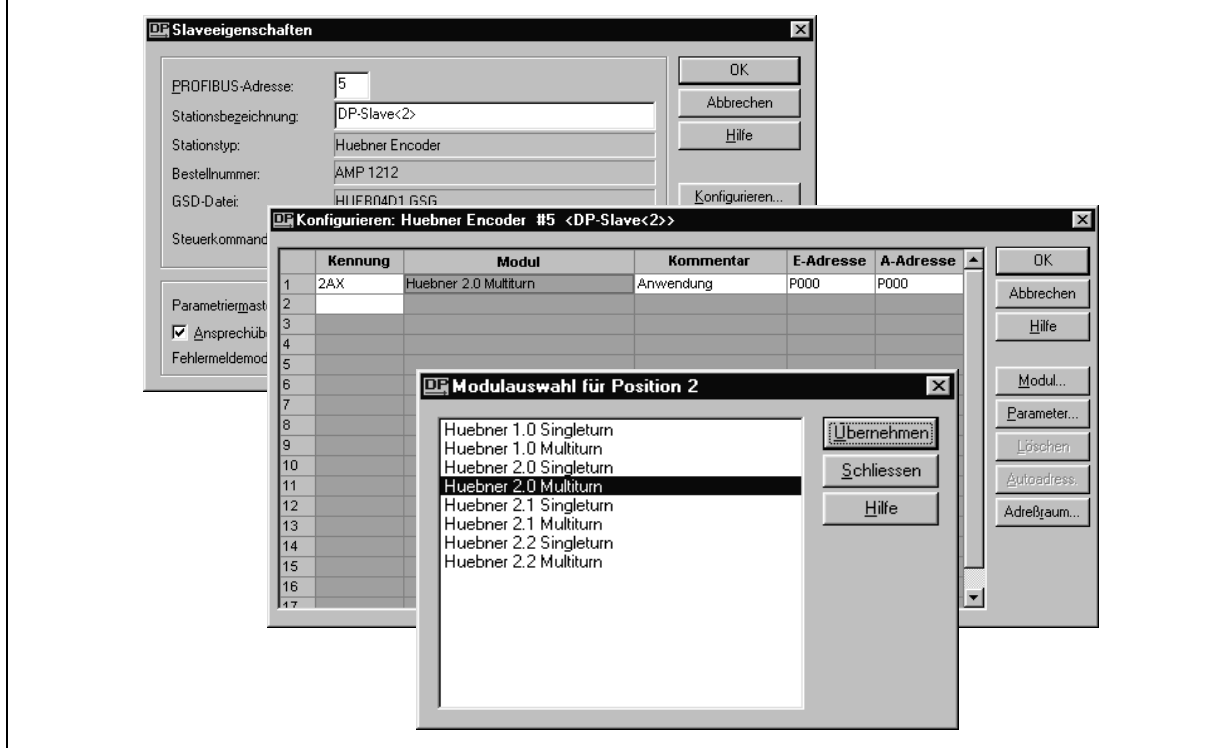 Slaveeigenschaften
PROFIBUS-Adresse: 5
Stationsbezeichnung: DP-Slave<2>
Stationstyp: Huebner Encoder
Bestellnummer: AMP 1212
GSD-Datei: HUEB04D1.GSG
Steuerkommand
Parametriermast
Ansprechüb
Fehlermeldemod
OK
Abbrechen
Hilfe
Konfigurieren...
Konfigurieren: Huebner Encoder #5 <DP-Slave<2>>
Kennung Modul Kommentar E-Adresse A-Adresse
1 2AX Huebner 2.0 Multiturn Anwendung P000 P000
2
3
4
5
6
7
8
9
10
11
12
13
14
15
16
17
OK
Abbrechen
Hilfe
Modul...
Parameter...
Löschen
Autoadress.
Adreßraum...
Modulauswahl für Position 2
Huebner 1.0 Singleturn
Huebner 1.0 Multiturn
Huebner 2.0 Singleturn
Huebner 2.0 Multiturn
Huebner 2.1 Singleturn
Huebner 2.1 Multiturn
Huebner 2.2 Singleturn
Huebner 2.2 Multiturn
Übernehmen
Schliessen
Hilfe